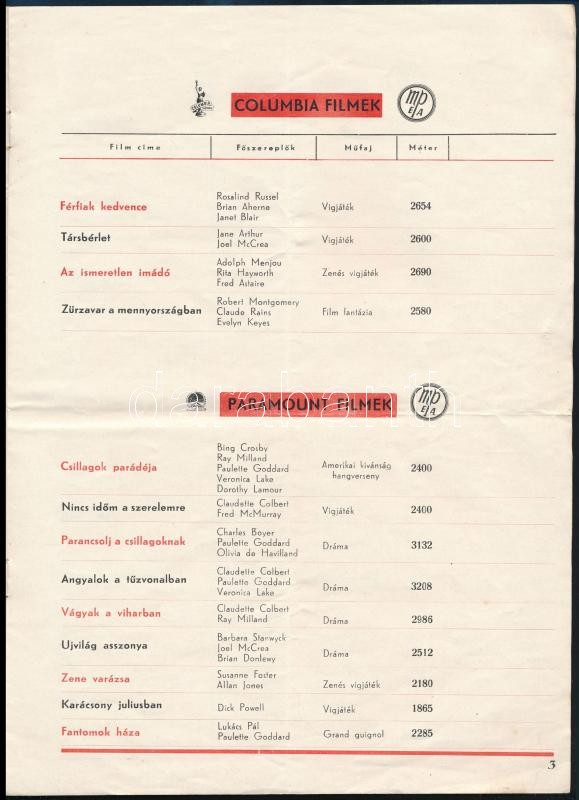 COLUMBIA FILMEK
mp
E/A
Film címe Főszereplők Műfaj Méter
Férfiak kedvence
Rosalind Russel
Brian Aherne
Janet Blair
Vigjáték
2654
Társbérlet
Jane Arthur
Joel McCrea
Vigjáték
2600
Az ismeretlen imádó
Adolph Menjou
Rita Hayworth
Fred Astaire
Zenés vigjáték
2690
Zürzavar a mennyországban
Robert Montgomery
Claude Rains
Evelyn Keyes
Film fantázia
2580
darabanth
PARAMOUNT FILMEK
mp
E/A
Csillagok parádéja
Bing Crosby
Ray Milland
Paulette Goddard
Veronica Lake
Dorothy Lamour
Amerikai kivánság
hangverseny
2400
Nincs időm a szerelemre
Claudette Colbert
Fred McMurray
Vigjáték
2400
Parancsolj a csillagoknak
Charles Boyer
Paulette Goddard
Olivia de Havilland
Dráma
3132
Angyalok a tűzvonalban
Claudette Colbert
Paulette Goddard
Veronica Lake
Dráma
3208
Vágyak a viharban
Claudette Colbert
Ray Milland
Dráma
2986
Ujvilág asszonya
Barbara Stanwyck
Joel McCrea
Brian Donlewy
Dráma
2512
Zene varázsa
Susanne Foster
Allan Jones
Zenés vigjáték
2180
Karácsony juliusban
Dick Powell
Vigjáték
1865
Fantomok háza
Lukács Pál
Paulette Goddard
Grand guignol
2285
3